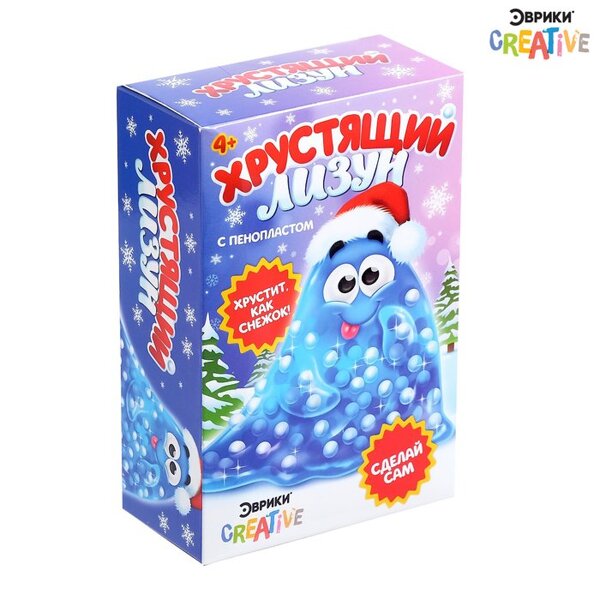 ЭВРИКИ
CREATIVE
ХРУСТЯЩИЙ
ЛИЗУН
4+
ХРУСТЯЩИЙ
ЛИЗУН
С ПЕНОПЛАСТОМ
ХРУСТИТ,
КАК
СНЕЖОК!
СДЕЛАЙ
САМ
ЭВРИКИ
CREATIVE
ХРУСТЯЩИЙ
ЛИЗУН